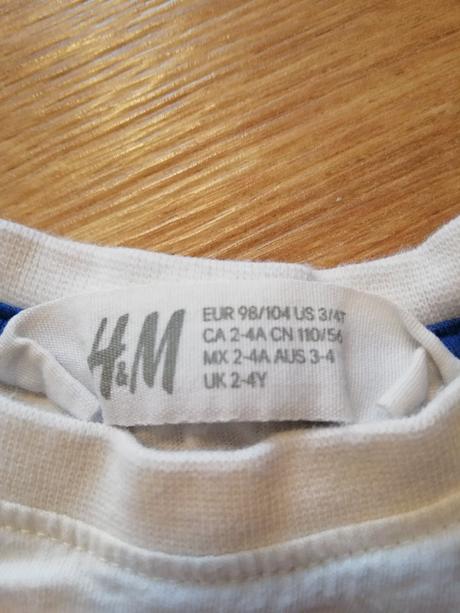 H&M
EUR 98/104 US 3/4T
CA 2-4A CN 110/56
MX 2-4A AUS 3-4
UK 2-4Y